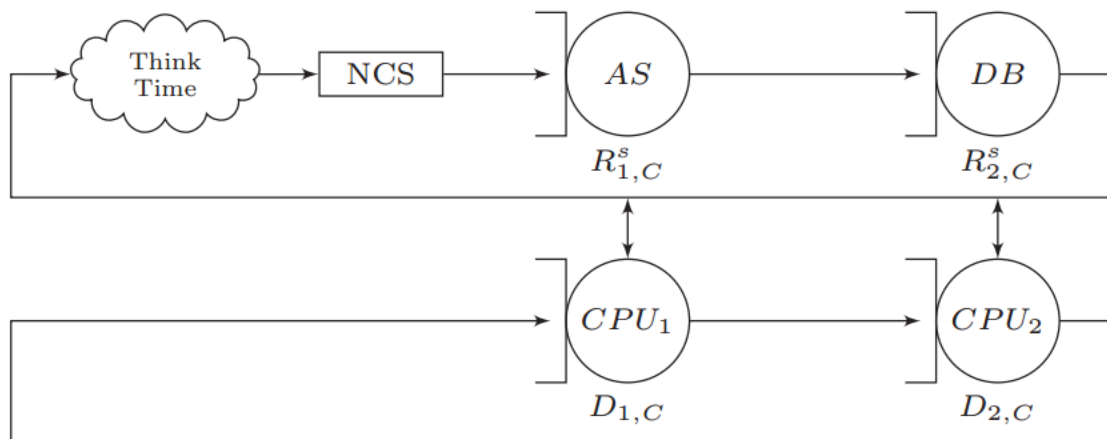 Think
Time
NCS
AS
DB
R^s_{1,C}
R^s_{2,C}
CPU_1
CPU_2
D_{1,C}
D_{2,C}